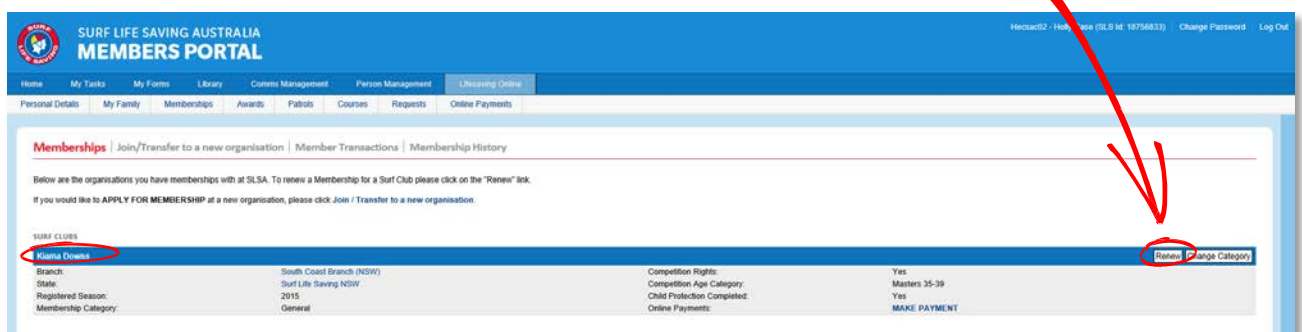 SURF LIFE SAVING AUSTRALIA
MEMBERS PORTAL
Hecsac02 - Holly (SLS Id: 18756833) Change Password Log Out
Home My Tasks My Forms Library Comms Management Person Management Lifesaving Online
Personal Details My Family Memberships Awards Patrols Courses Requests Online Payments
Memberships | Join/Transfer to a new organisation | Member Transactions | Membership History
Below are the organisations you have memberships with at SLSA. To renew a Membership for a Surf Club please click on the "Renew" link.
If you would like to APPLY FOR MEMBERSHIP at a new organisation, please click Join / Transfer to a new organisation.
SURF CLUBS
Kiama Downs Renew Change Category
Branch: South Coast Branch (NSW) Competition Rights: Yes
State: Surf Life Saving NSW Competition Age Category: Masters 35-39
Registered Season: 2015 Child Protection Completed: Yes
Membership Category: General Online Payments: MAKE PAYMENT